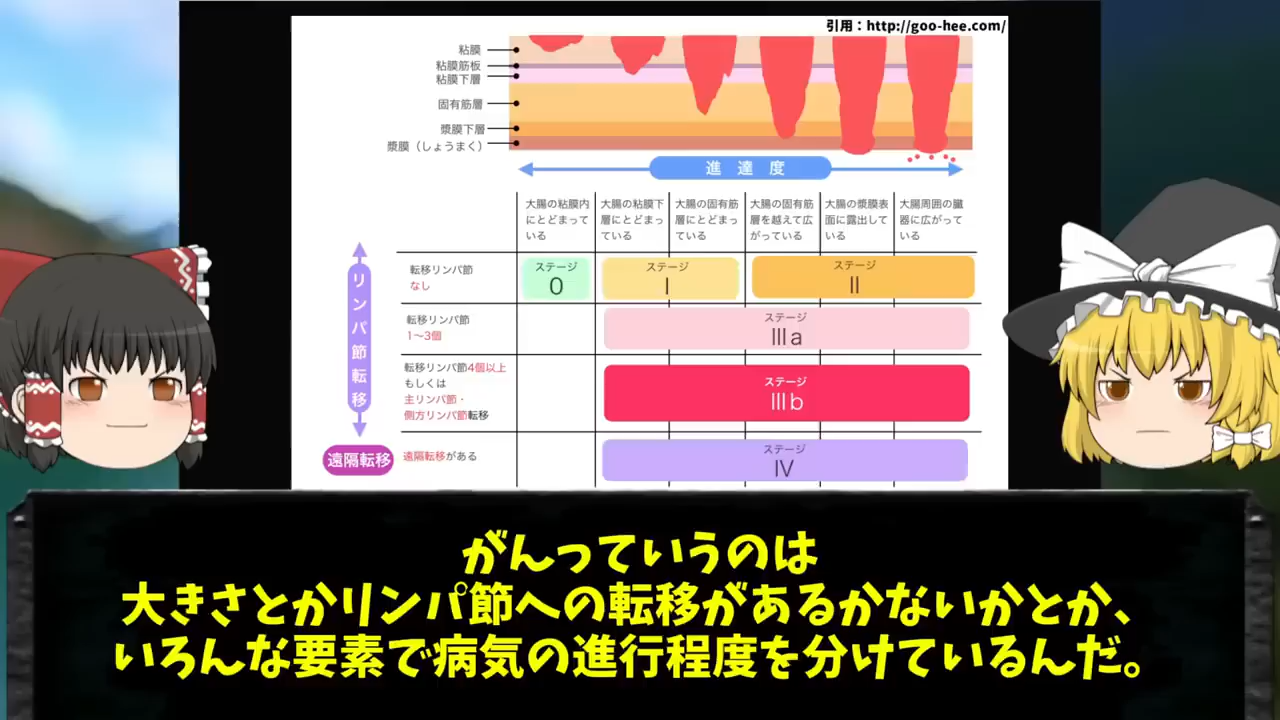 引用：http://goo-hee.com/
粘膜
粘膜筋板
粘膜下層
固有筋層
漿膜下層
漿膜（しょうまく）
進達度
大腸の粘膜内
にとどまって
いる
大腸の粘膜下
層にとどまっ
ている
大腸の固有筋
層にとどまっ
ている
大腸の固有筋
層を越えて広
がっている
大腸の漿膜表
面に露出して
いる
大腸周囲の臓
器に広がって
いる
リンパ節転移
転移リンパ節
なし
ステージ
0
ステージ
I
ステージ
II
転移リンパ節
1〜3個
ステージ
IIIa
転移リンパ節4個以上
もしくは
主リンパ節・
側方リンパ節転移
ステージ
IIIb
遠隔転移
遠隔転移がある
ステージ
IV
がんっていうのは
大きさとかリンパ節への転移があるかないかとか、
いろんな要素で病気の進行程度を分けているんだ。